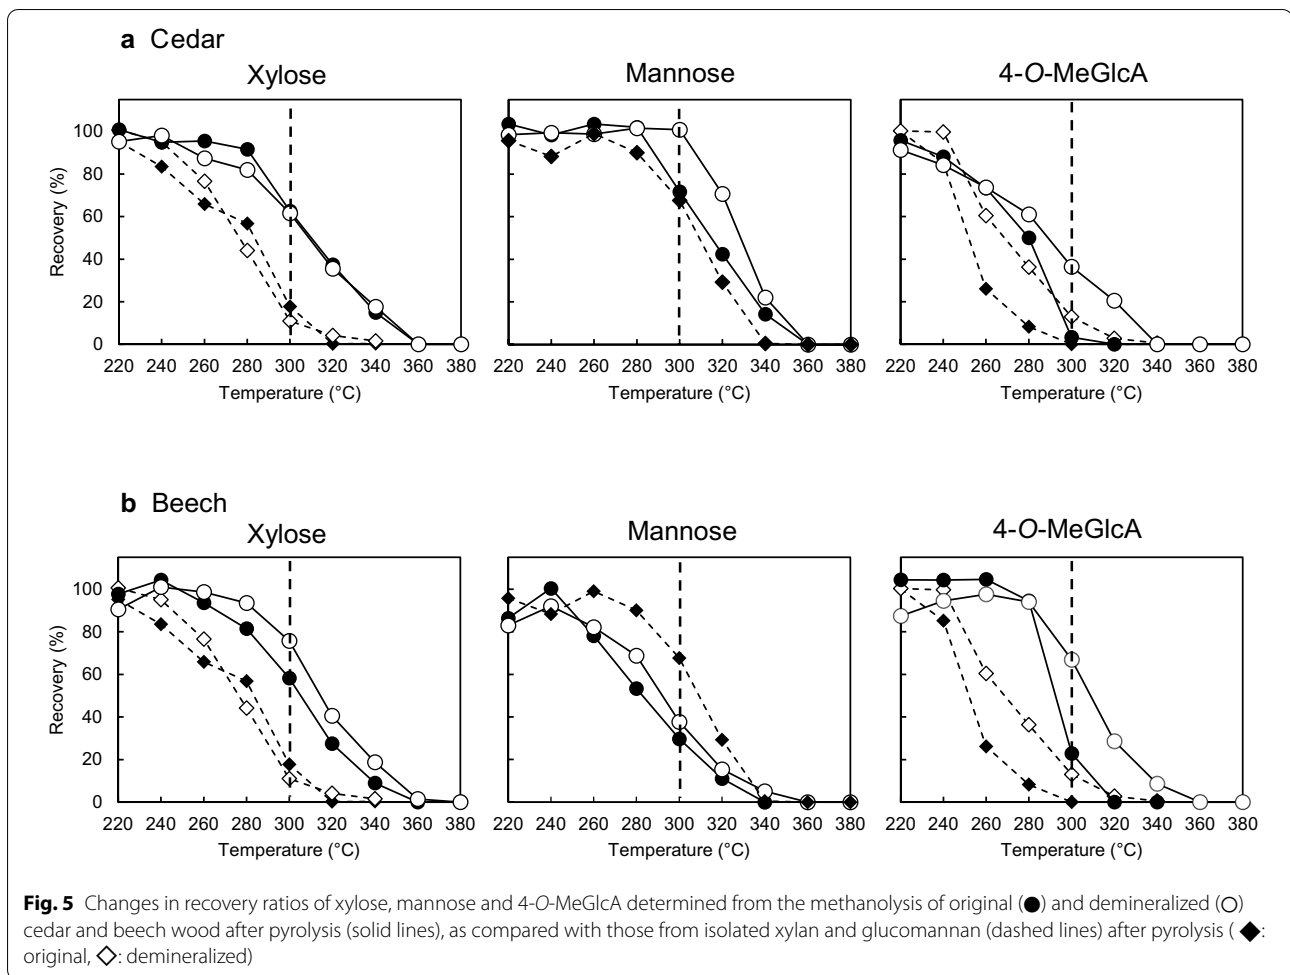 a Cedar
Xylose
Mannose
4-O-MeGlcA
Recovery (%)
100
80
60
40
20
0
220 240 260 280 300 320 340 360 380
Temperature (°C)
220 240 260 280 300 320 340 360 380
Temperature (°C)
220 240 260 280 300 320 340 360 380
Temperature (°C)
b Beech
Xylose
Mannose
4-O-MeGlcA
Recovery (%)
100
80
60
40
20
0
220 240 260 280 300 320 340 360 380
Temperature (°C)
220 240 260 280 300 320 340 360 380
Temperature (°C)
220 240 260 280 300 320 340 360 380
Temperature (°C)
Fig. 5 Changes in recovery ratios of xylose, mannose and 4-O-MeGlcA determined from the methanolysis of original (●) and demineralized (○)
cedar and beech wood after pyrolysis (solid lines), as compared with those from isolated xylan and glucomannan (dashed lines) after pyrolysis ( ◆:
original, ◇: demineralized)